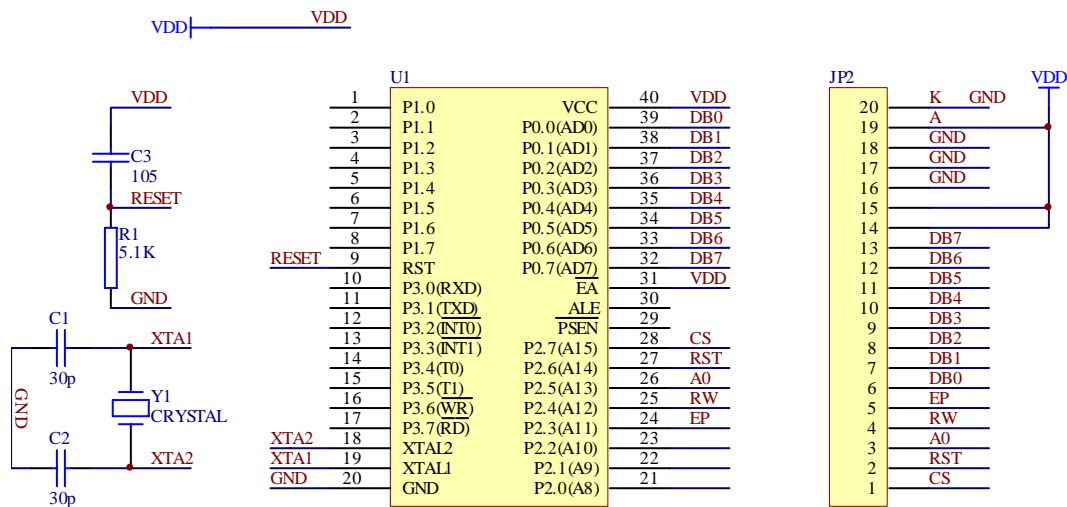 VDD VDD
VDD
C3
105
RESET
R1
5.1K
GND
C1
XTA1
30p
GND
Y1
CRYSTAL
C2
XTA2
30p
U1
1 P1.0 VCC 40 VDD
2 P1.1 P0.0(AD0) 39 DB0
3 P1.2 P0.1(AD1) 38 DB1
4 P1.3 P0.2(AD2) 37 DB2
5 P1.4 P0.3(AD3) 36 DB3
6 P1.5 P0.4(AD4) 35 DB4
7 P1.6 P0.5(AD5) 34 DB5
8 P1.7 P0.6(AD6) 33 DB6
RESET 9 RST P0.7(AD7) 32 DB7
10 P3.0(RXD) EA 31 VDD
11 P3.1(TXD) ALE 30
12 P3.2(INT0) PSEN 29
13 P3.3(INT1) P2.7(A15) 28 CS
14 P3.4(T0) P2.6(A14) 27 RST
15 P3.5(T1) P2.5(A13) 26 A0
16 P3.6(WR) P2.4(A12) 25 RW
17 P3.7(RD) P2.3(A11) 24 EP
XTA2 18 XTAL2 P2.2(A10) 23
XTA1 19 XTAL1 P2.1(A9) 22
GND 20 GND P2.0(A8) 21
JP2
VDD
20 K GND
19 A
18 GND
17 GND
16 GND
15
14
13 DB7
12 DB6
11 DB5
10 DB4
9 DB3
8 DB2
7 DB1
6 DB0
5 EP
4 RW
3 A0
2 RST
1 CS